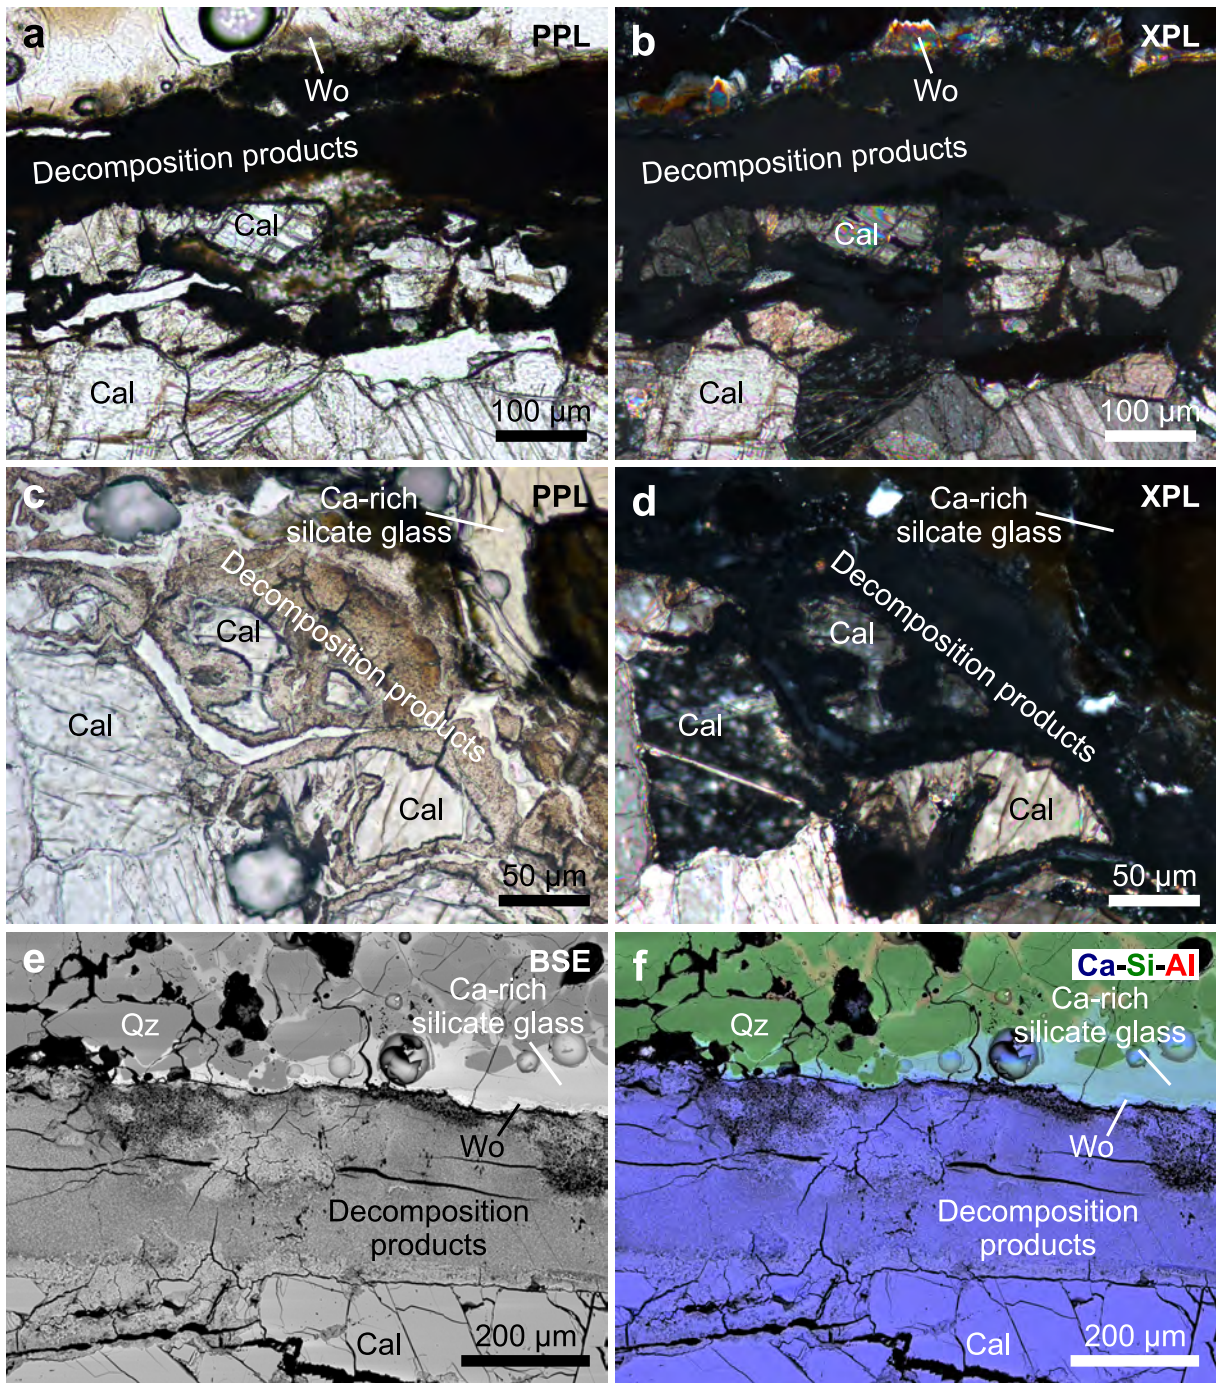 a
PPL
Wo
Decomposition products
Cal
Cal
100 µm
b
XPL
Wo
Decomposition products
Cal
Cal
100 µm
c
PPL
Ca-rich
silcate glass
Decomposition products
Cal
Cal
Cal
50 µm
d
XPL
Ca-rich
silcate glass
Decomposition products
Cal
Cal
Cal
50 µm
e
BSE
Ca-rich
silicate glass
Qz
Wo
Decomposition
products
Cal
200 µm
f
Ca-Si-Al
Ca-rich
silicate glass
Qz
Wo
Decomposition
products
200 µm